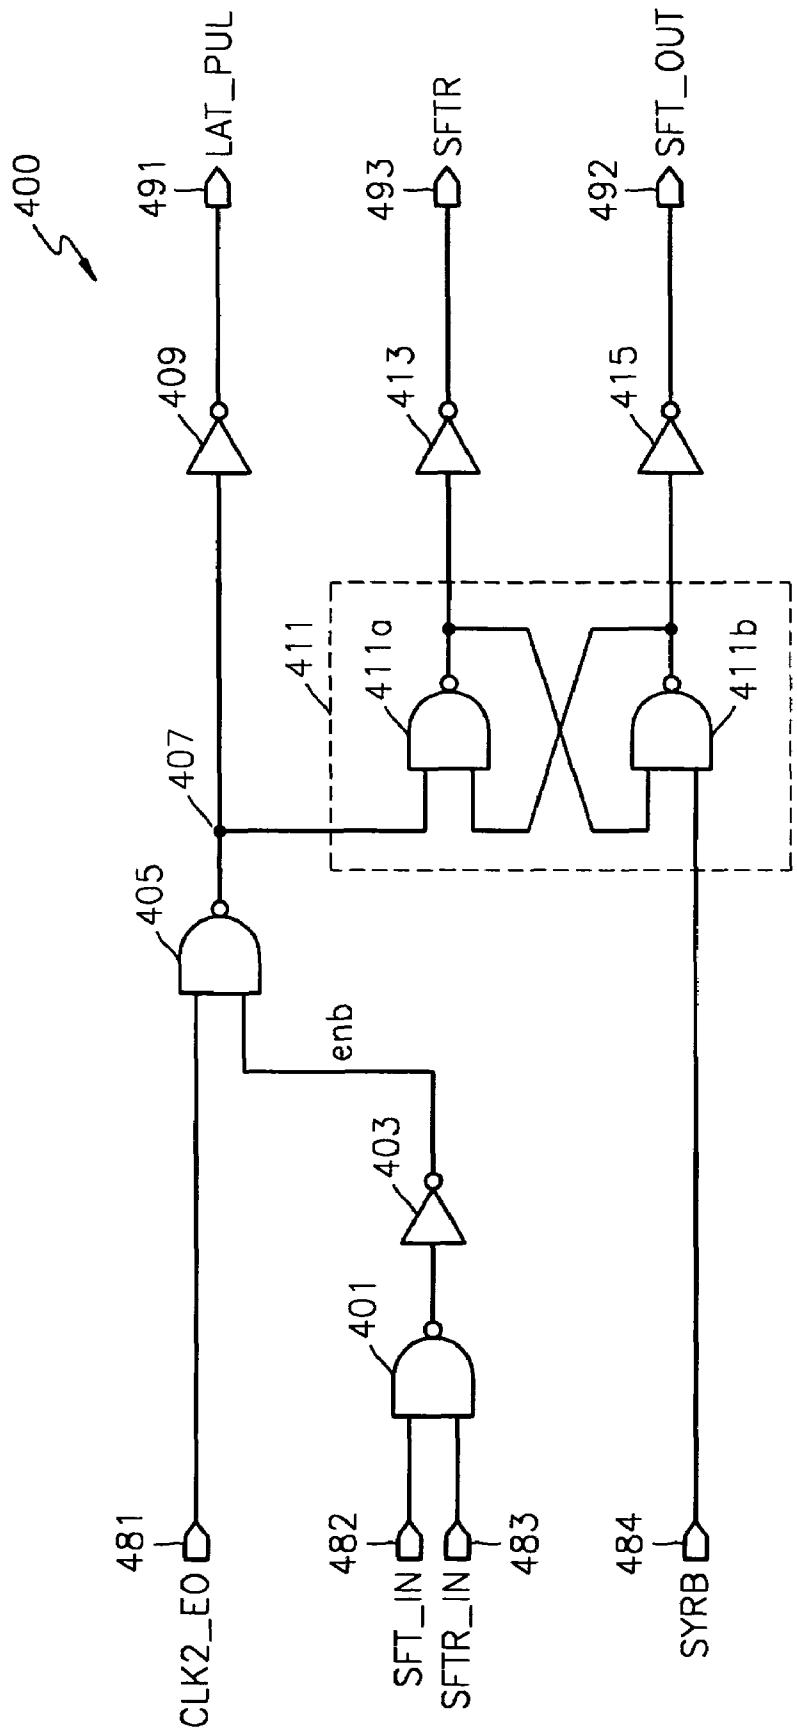 400
CLK2_EO
481
405
407
409
491
LAT_PUL
SFT_IN
482
SFTR_IN
483
401
403
enb
411
411a
413
493
SFTR
SYRB
484
411b
415
492
SFT_OUT